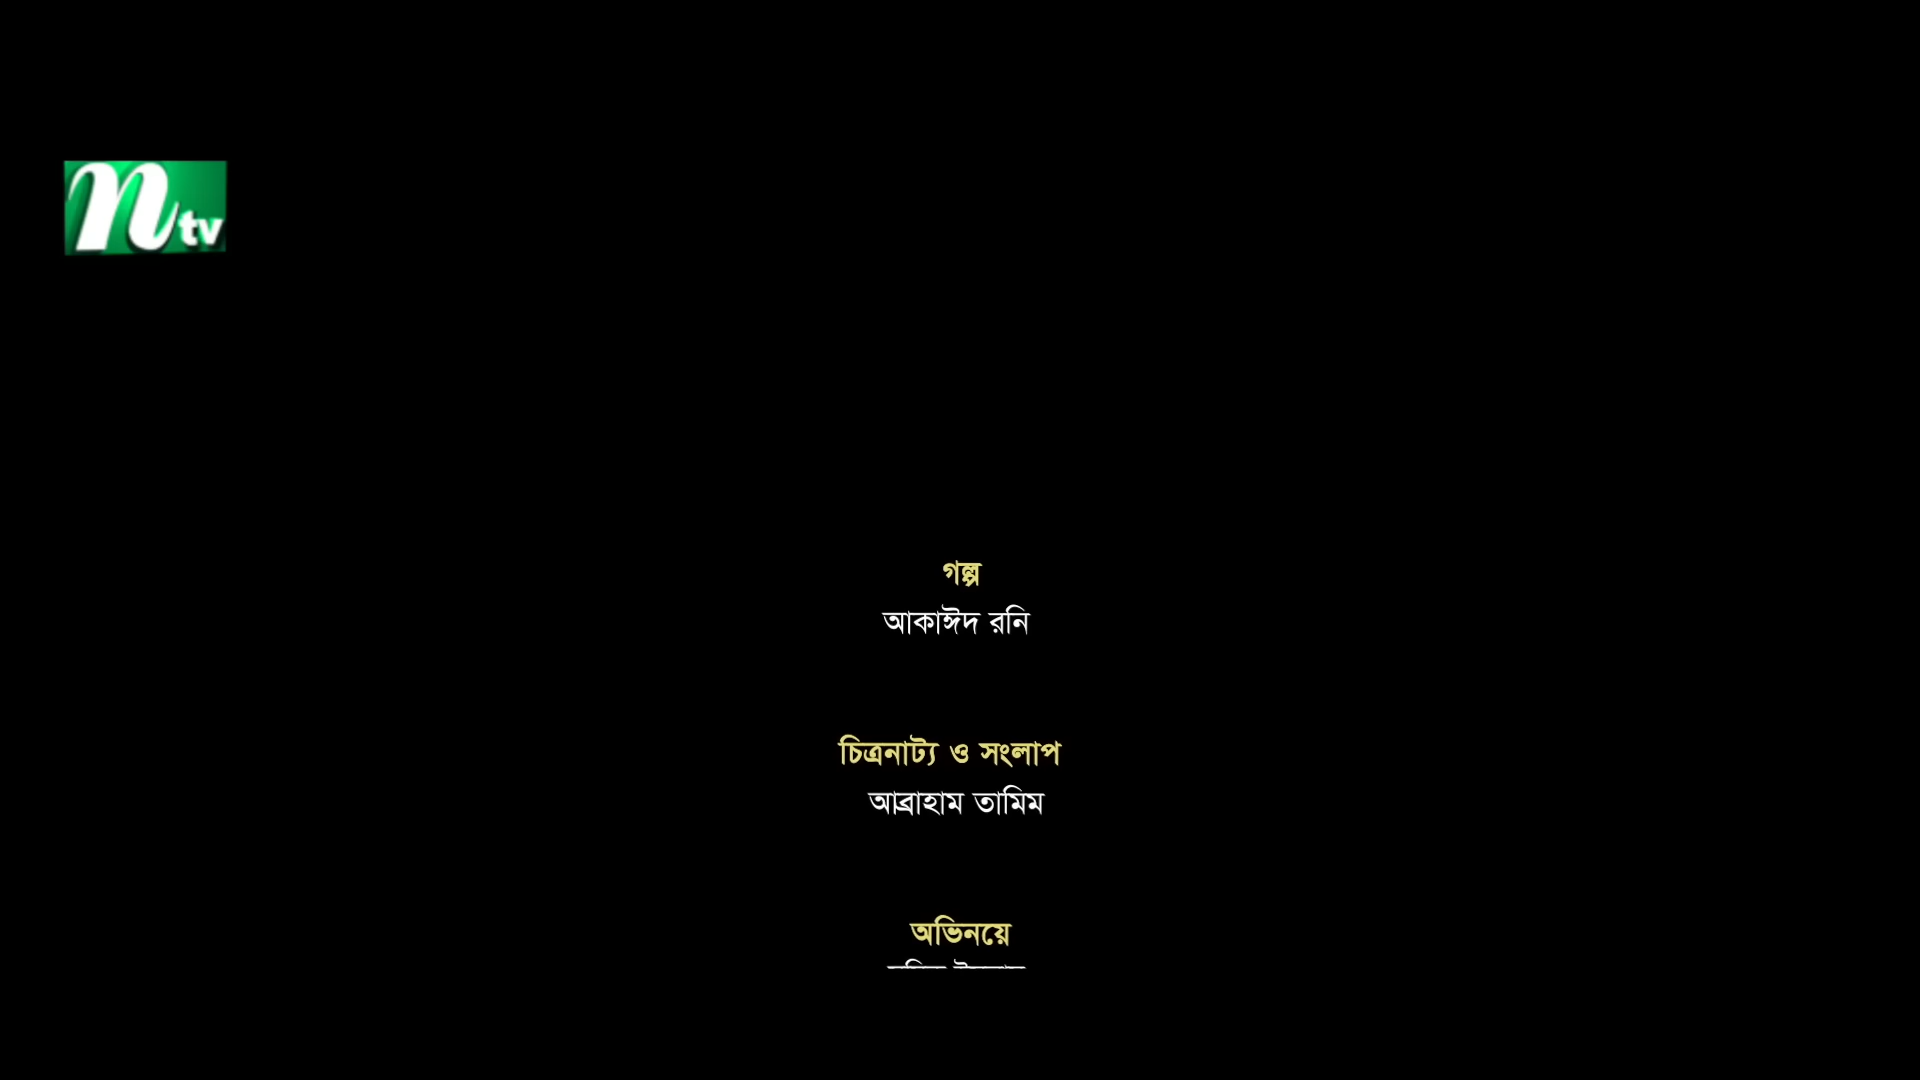 ntv
গল্প
আকাঈদ রনি
চিত্রনাট্য ও সংলাপ
আব্রাহাম তামিম
অভিনয়ে